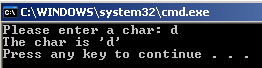 C:\WINDOWS\system32\cmd.exe
Please enter a char: d
The char is 'd'
Press any key to continue . . .